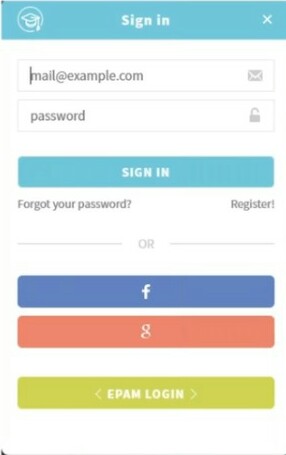 Sign in ×
mail@example.com
password
SIGN IN
Forgot your password? Register!
OR
f
g
< EPAM LOGIN >